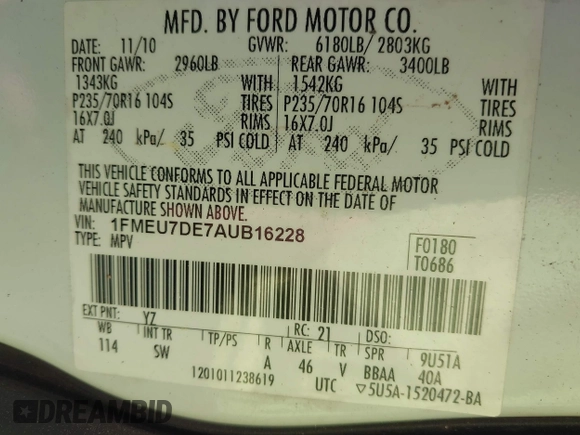 MFD. BY FORD MOTOR CO.
DATE: 11/10 GVWR: 6180LB/ 2803KG
FRONT GAWR: 2960LB REAR GAWR: 3400LB
1343KG WITH 1542KG WITH
P235/70R16 104S TIRES P235/70R16 104S TIRES
16X7.0J RIMS 16X7.0J RIMS
AT 240 kPa/ 35 PSI COLD AT 240 kPa/ 35 PSI COLD
THIS VEHICLE CONFORMS TO ALL APPLICABLE FEDERAL MOTOR
VEHICLE SAFETY STANDARDS IN EFFECT ON THE DATE OF
MANUFACTURE SHOWN ABOVE.
VIN: 1FMEU7DE7AUB16228
TYPE: MPV
F0180
T0686
EXT PNT: YZ RC: 21 DSO:
WB INT TR TP/PS R AXLE TR SPR 9U51A
114 SW A 46 V BBAA 40A
1201011238619 UTC ▽5U5A-1520472-BA
DREAMBID